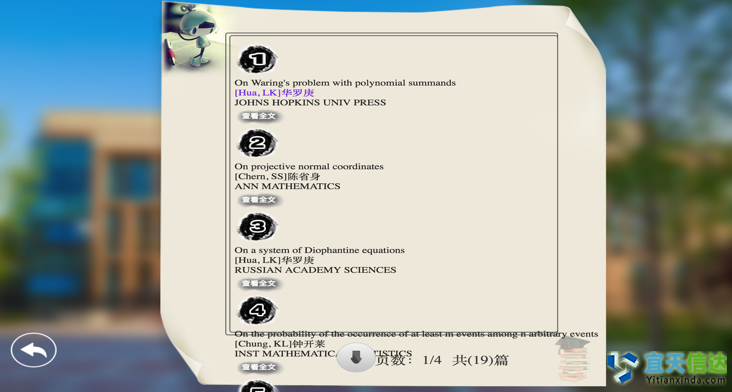 1
On Waring's problem with polynomial summands
[Hua, LK]华罗庚
JOHNS HOPKINS UNIV PRESS
查看全文
2
On projective normal coordinates
[Chern, SS]陈省身
ANN MATHEMATICS
查看全文
3
On a system of Diophantine equations
[Hua, LK]华罗庚
RUSSIAN ACADEMY SCIENCES
查看全文
4
On the probability of the occurrence of at least m events among n arbitrary events
[Chung, KL]钟开莱
INST MATHEMATIC
查看全文
页数：1/4 共(19)篇
宜天信达
Yitianxinda.com